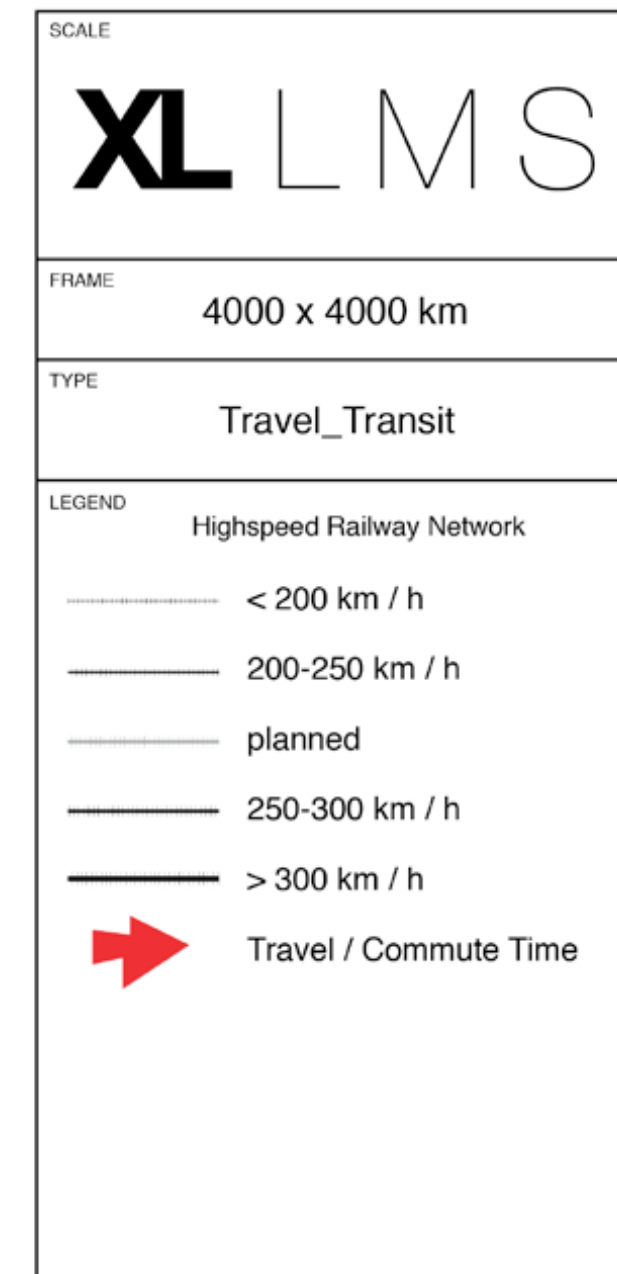 SCALE
XL L M S
FRAME
4000 x 4000 km
TYPE
Travel_Transit
LEGEND
Highspeed Railway Network
< 200 km / h
200-250 km / h
planned
250-300 km / h
> 300 km / h
Travel / Commute Time